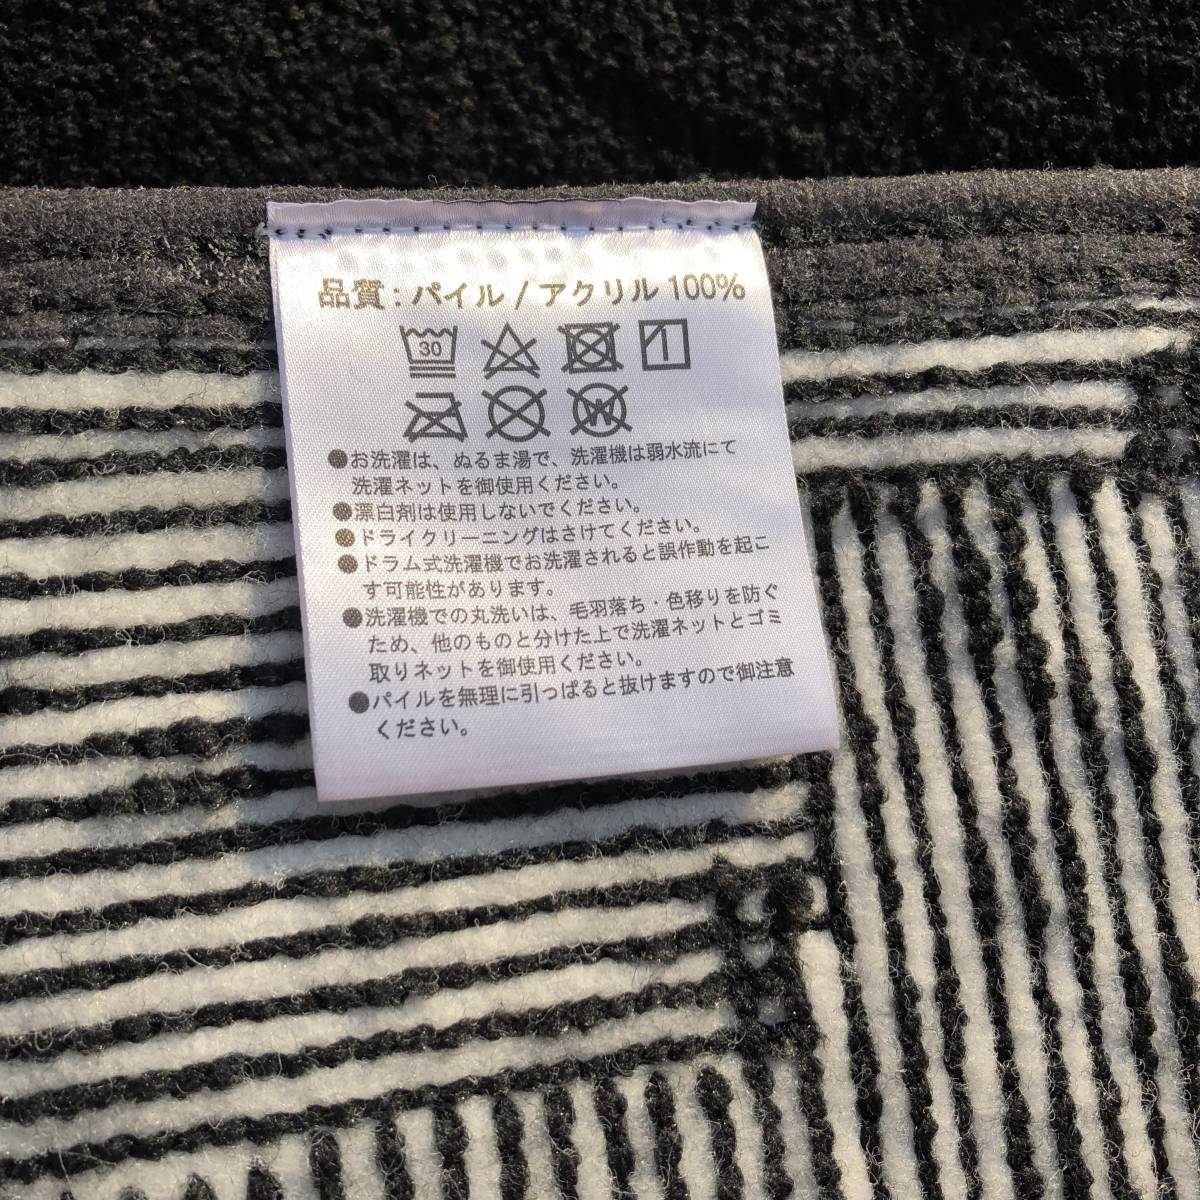 品質：パイル / アクリル 100%
30
W
●お洗濯は、ぬるま湯で、洗濯機は弱水流にて
洗濯ネットを御使用ください。
●漂白剤は使用しないでください。
●ドライクリーニングはさけてください。
●ドラム式洗濯機でお洗濯されると誤作動を起こ
す可能性があります。
●洗濯機での丸洗いは、毛羽落ち・色移りを防ぐ
ため、他のものと分けた上で洗濯ネットとゴミ
取りネットを御使用ください。
●パイルを無理に引っぱると抜けますので御注意
ください。